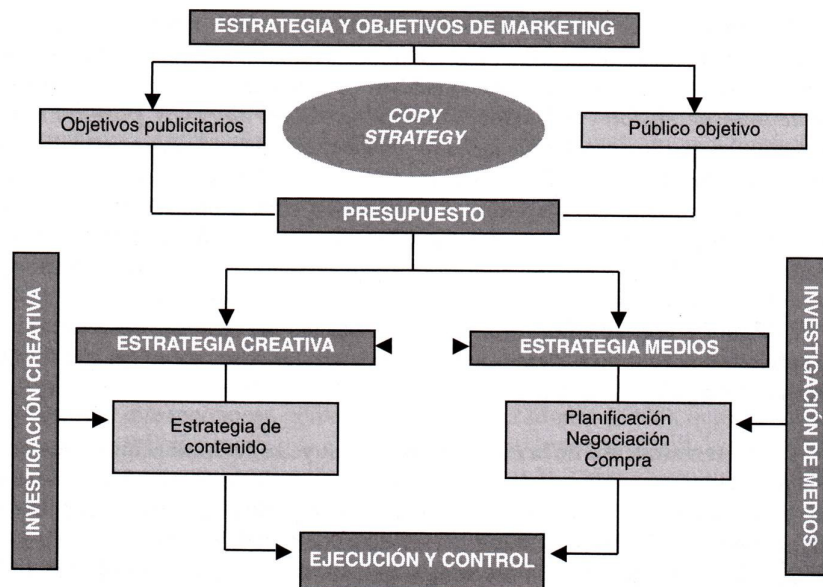 ESTRATEGIA Y OBJETIVOS DE MARKETING
Objetivos publicitarios
COPY
STRATEGY
Público objetivo
PRESUPUESTO
INVESTIGACIÓN CREATIVA
ESTRATEGIA CREATIVA
ESTRATEGIA MEDIOS
INVESTIGACIÓN DE MEDIOS
Estrategia de
contenido
Planificación
Negociación
Compra
EJECUCIÓN Y CONTROL